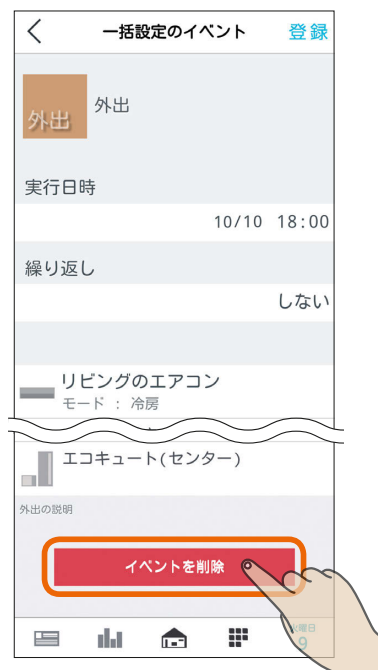 一括設定のイベント 登録
外出
外出
実行日時
10/10 18:00
繰り返し
しない
リビングのエアコン
モード : 冷房
エコキュート(センター)
外出の説明
イベントを削除
曜日
9